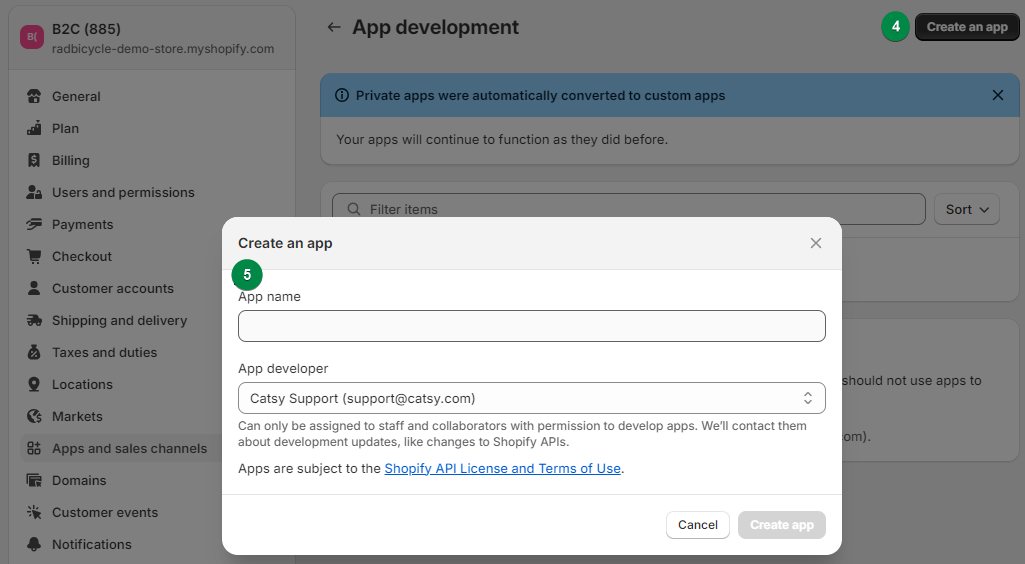 B(
B2C (885)
radbicycle-demo-store.myshopify.com
General
Plan
Billing
Users and permissions
Payments
Checkout
Customer accounts
Shipping and delivery
Taxes and duties
Locations
Markets
Apps and sales channels
Domains
Customer events
Notifications
App development
4
Create an app
Private apps were automatically converted to custom apps
Your apps will continue to function as they did before.
Filter items
Sort
should not use apps to
com).
Create an app
5
App name
App developer
Catsy Support (support@catsy.com)
Can only be assigned to staff and collaborators with permission to develop apps. We'll contact them
about development updates, like changes to Shopify APIs.
Apps are subject to the Shopify API License and Terms of Use.
Cancel
Create app